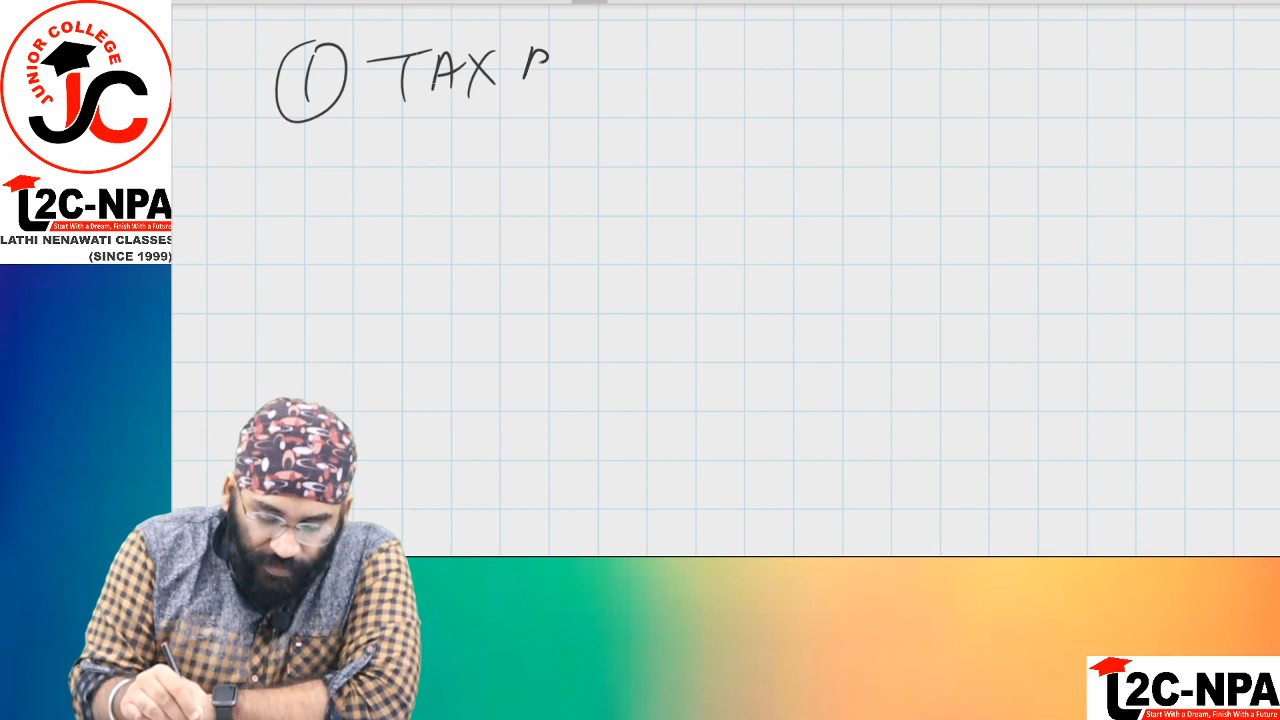 JUNIOR COLLEGE
JC
L2C-NPA
Start With a Dream, Finish With a Future
LATHI NENAWATI CLASSES
(SINCE 1999)
① TAX
L2C-NPA
Start With a Dream, Finish With a Future